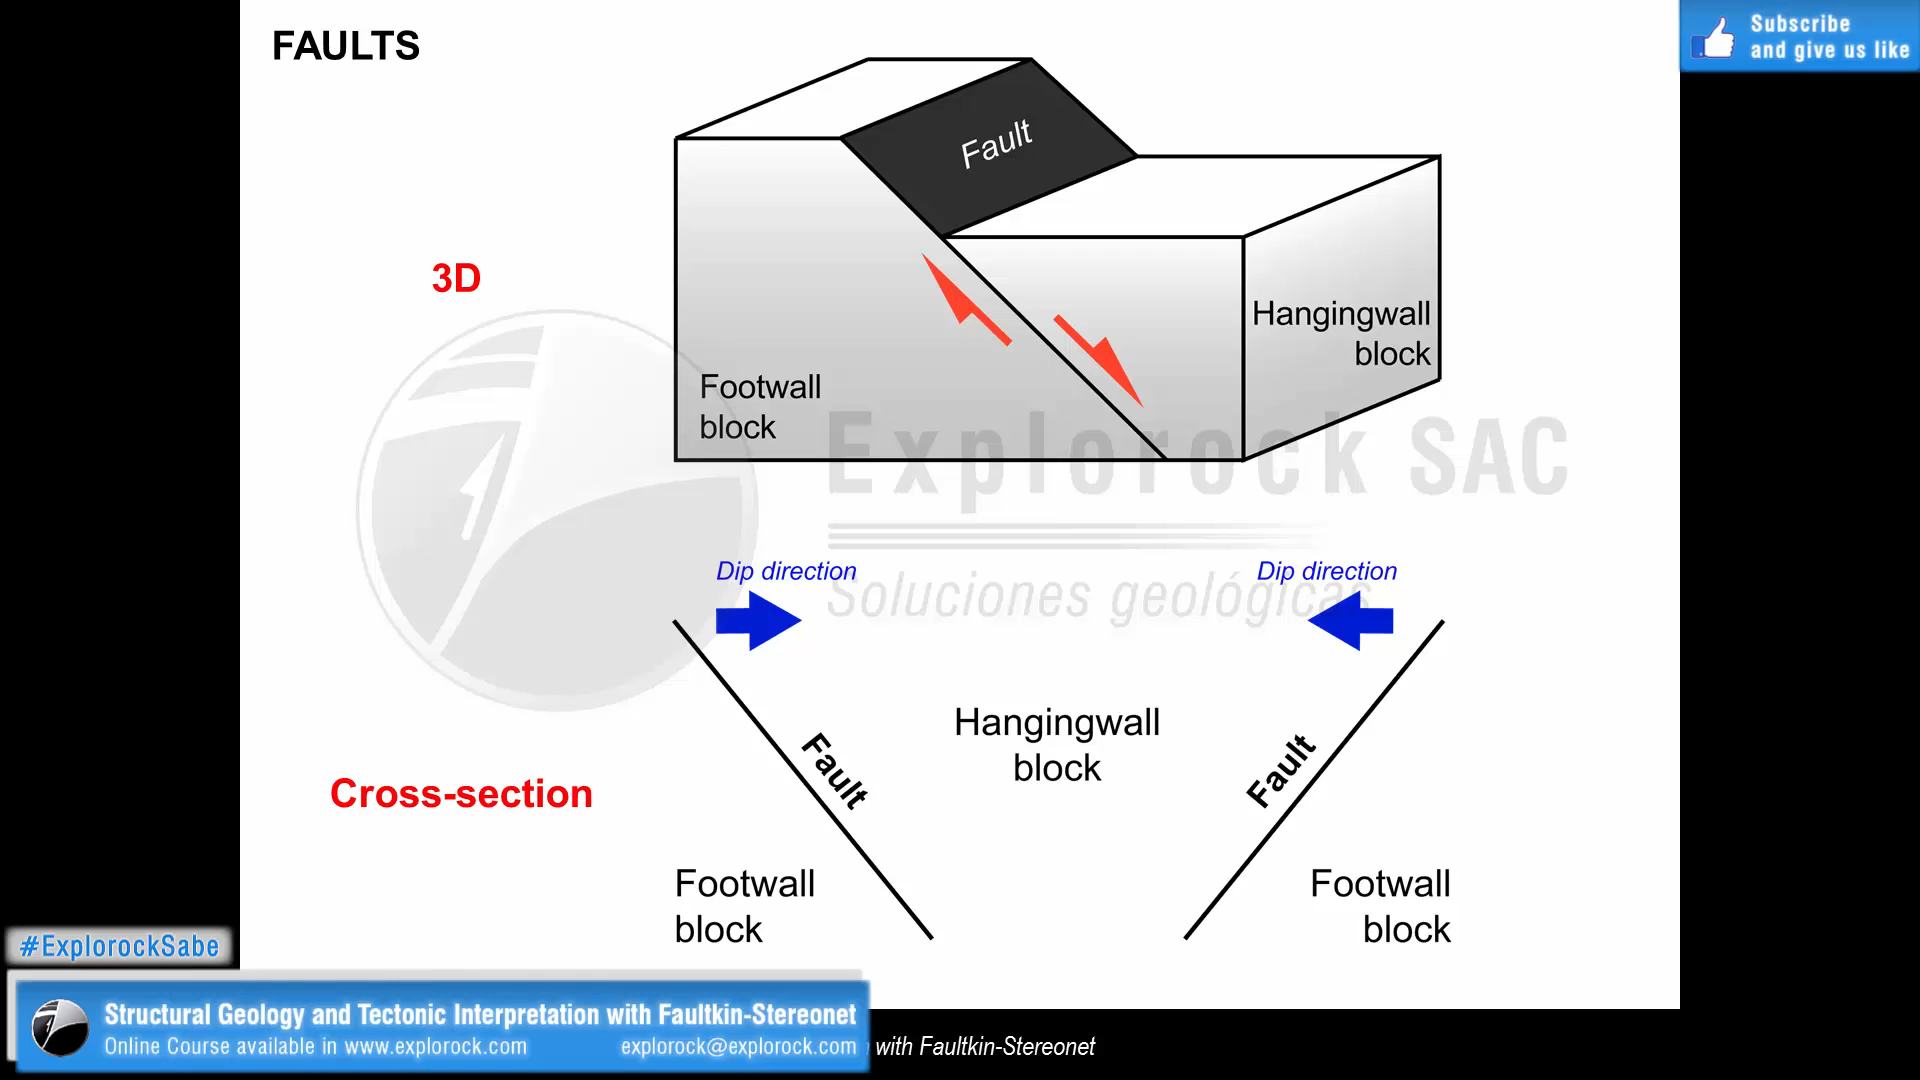 FAULTS
Subscribe
and give us like
Fault
3D
Hangingwall
block
Footwall
block
Explorock SAC
Soluciones geológicas
Dip direction
Dip direction
Fault
Hangingwall
block
Fault
Cross-section
Footwall
block
Footwall
block
#ExplorockSabe
Structural Geology and Tectonic Interpretation with Faultkin-Stereonet
Online Course available in www.explorock.com explorock@explorock.com
with Faultkin-Stereonet